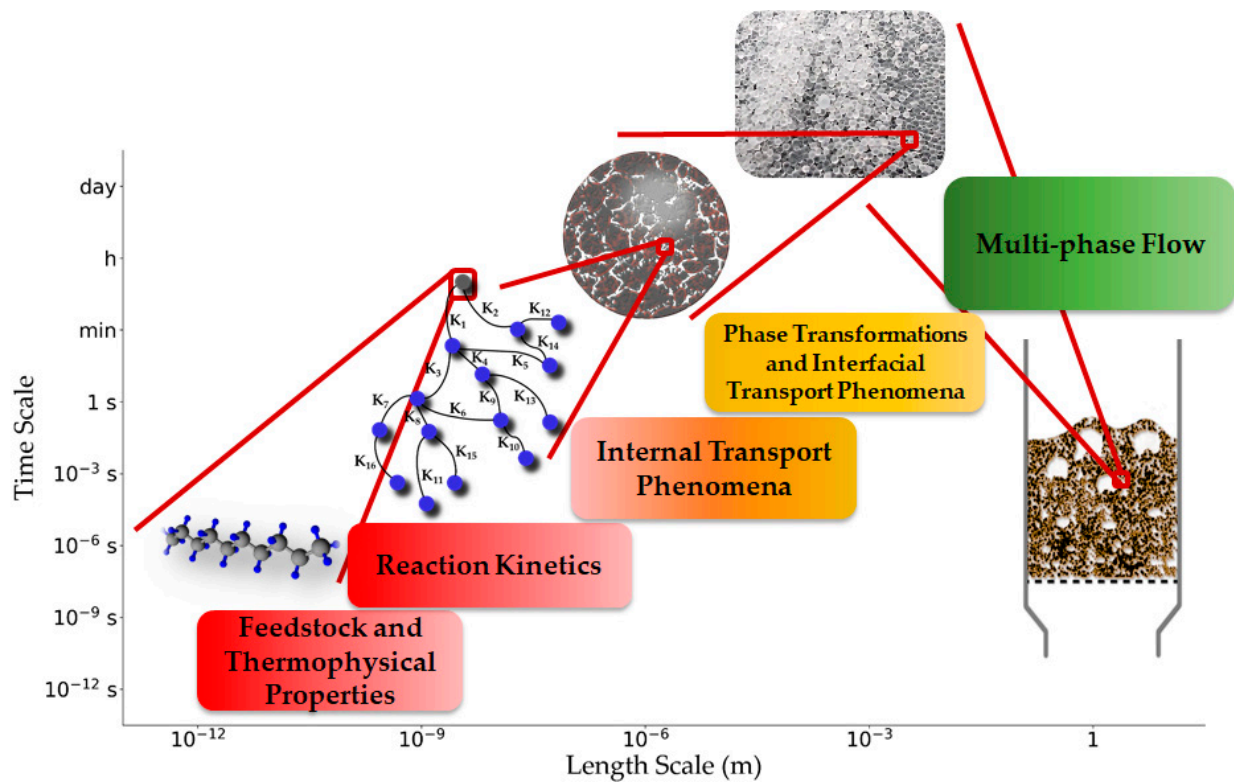 day
h
min
1 s
10⁻³ s
10⁻⁶ s
10⁻⁹ s
10⁻¹² s
Time Scale
10⁻¹²
10⁻⁹
10⁻⁶
10⁻³
1
Length Scale (m)
Multi-phase Flow
Phase Transformations
and Interfacial
Transport Phenomena
Internal Transport
Phenomena
Reaction Kinetics
Feedstock and
Thermophysical
Properties
K₁
K₂
K₁₂
K₁₄
K₄
K₅
K₃
K₇
K₈
K₆
K₉
K₁₃
K₁₀
K₁₅
K₁₆
K₁₁